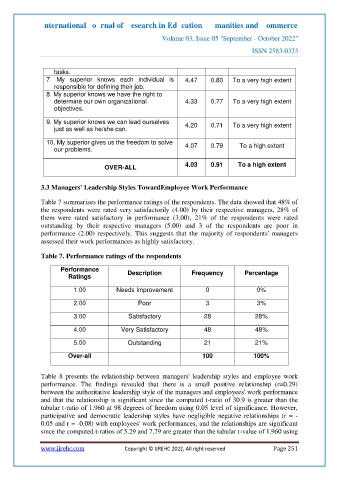 nternational o rnal of esearch in Ed cation manities and ommerce
Volume 03, Issue 05 "September - October 2022"
ISSN 2583-0333
tasks.
7. My superior knows each individual is responsible for defining their job. 4.47 0.80 To a very high extent
8. My superior knows we have the right to determine our own organizational objectives. 4.33 0.77 To a very high extent
9. My superior knows we can lead ourselves just as well as he/she can. 4.20 0.71 To a very high extent
10. My superior gives us the freedom to solve our problems. 4.07 0.79 To a high extent
OVER-ALL 4.03 0.91 To a high extent
3.3 Managers' Leadership Styles TowardEmployee Work Performance
Table 7 summarizes the performance ratings of the respondents. The data showed that 48% of
the respondents were rated very satisfactorily (4.00) by their respective managers, 28% of
them were rated satisfactory in performance (3.00), 21% of the respondents were rated
outstanding by their respective managers (5.00) and 3 of the respondents are poor in
performance (2.00) respectively. This suggests that the majority of respondents' managers
assessed their work performances as highly satisfactory.
Table 7. Performance ratings of the respondents
Performance Ratings Description Frequency Percentage
1.00 Needs Improvement 0 0%
2.00 Poor 3 3%
3.00 Satisfactory 28 28%
4.00 Very Satisfactory 48 48%
5.00 Outstanding 21 21%
Over-all 100 100%
Table 8 presents the relationship between managers' leadership styles and employee work
performance. The findings revealed that there is a small positive relationship (r=0.29)
between the authoritative leadership style of the managers and employees' work performance
and that the relationship is significant since the computed t-ratio of 30.9 is greater than the
tabular t-ratio of 1.960 at 98 degrees of freedom using 0.05 level of significance. However,
participative and democratic leadership styles have negligible negative relationships (r = -
0.05 and r = -0.08) with employees' work performances, and the relationships are significant
since the computed t-ratios of 5.29 and 7.79 are greater than the tabular t-value of 1.960 using
www.ijrehc.com Copyright © IJREHC 2022, All right reserved Page 251